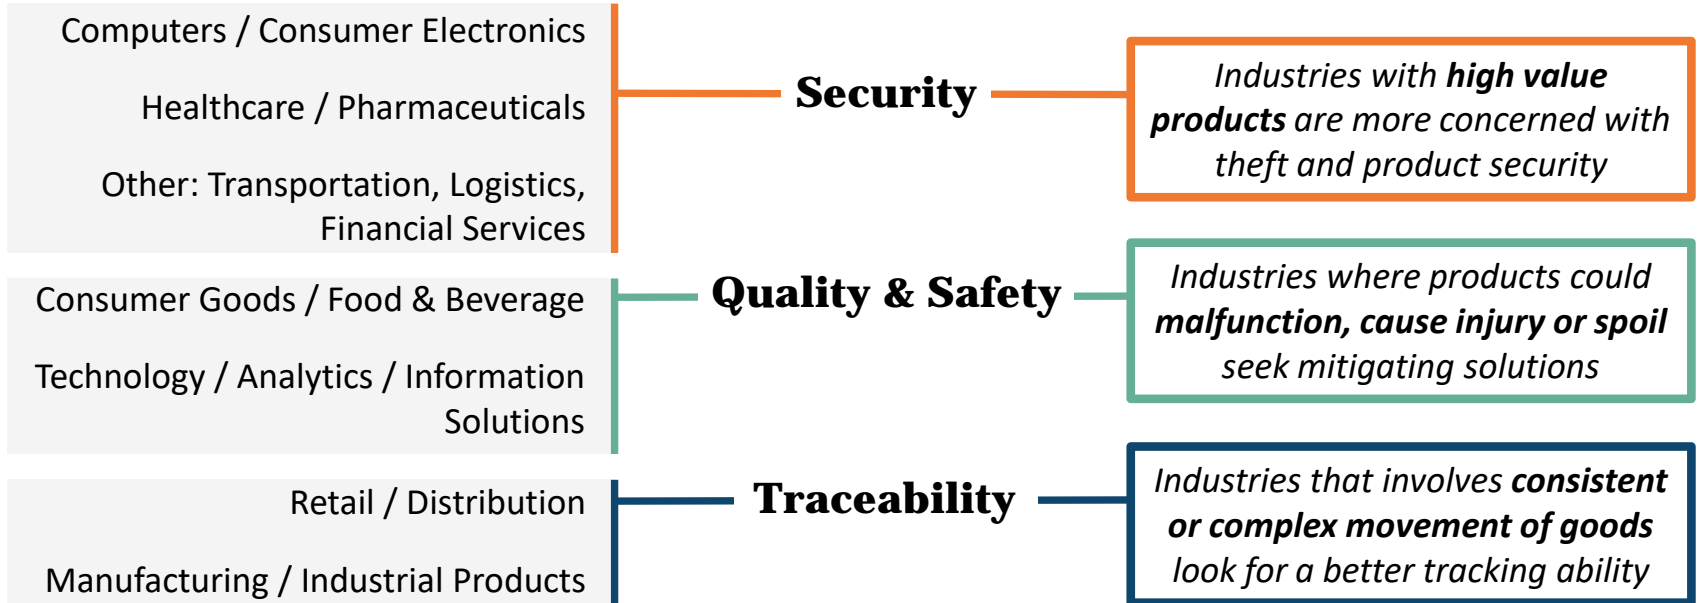 Computers / Consumer Electronics
Healthcare / Pharmaceuticals
Other: Transportation, Logistics,
Financial Services
Security
Industries with high value
products are more concerned with
theft and product security
Consumer Goods / Food & Beverage
Technology / Analytics / Information
Solutions
Quality & Safety
Industries where products could
malfunction, cause injury or spoil
seek mitigating solutions
Retail / Distribution
Manufacturing / Industrial Products
Traceability
Industries that involves consistent
or complex movement of goods
look for a better tracking ability